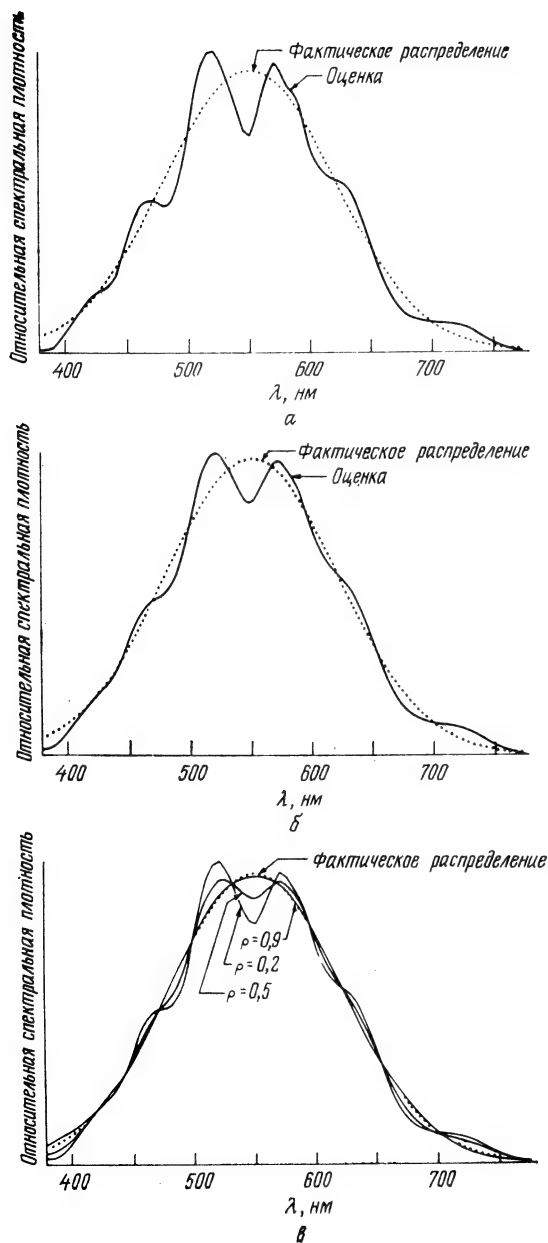 Относительная спектральная плотность
Фактическое распределение
Оценка
400 500 600 700
λ, нм
а
Относительная спектральная плотность
Фактическое распределение
Оценка
400 500 600 700
λ, нм
б
Относительная спектральная плотность
Фактическое распределение
ρ=0,9
ρ=0,2
ρ=0,5
400 500 600 700
λ, нм
в